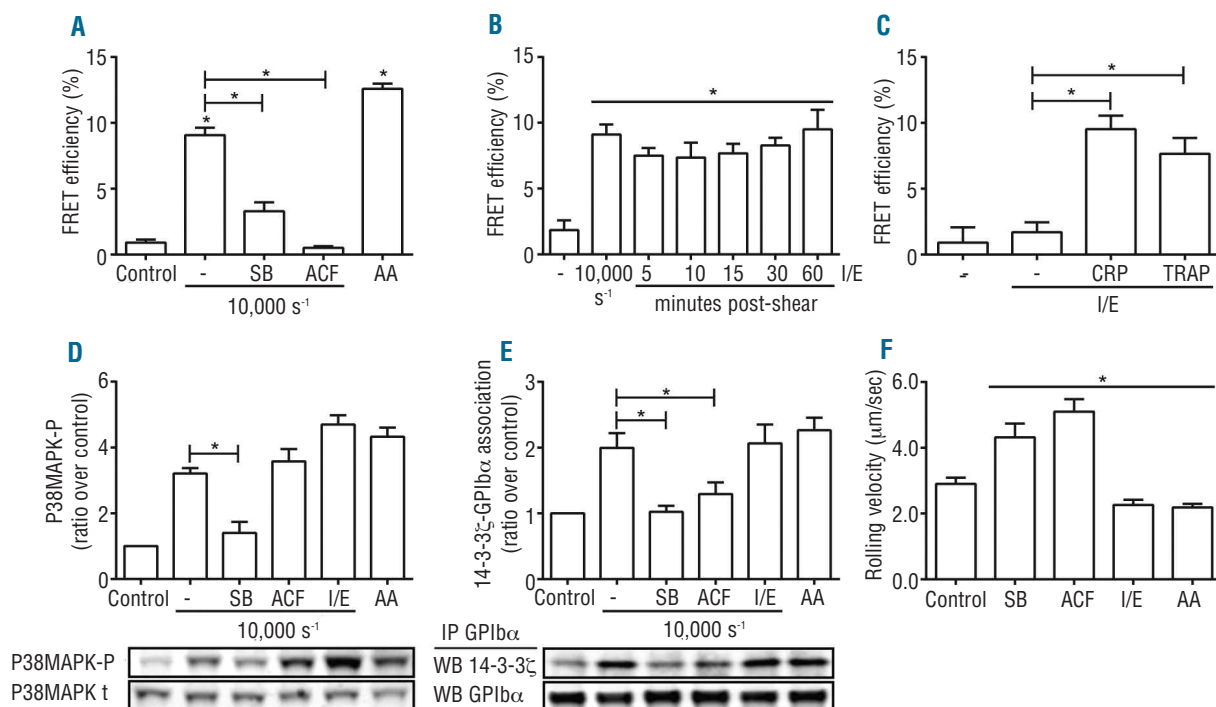 A
FRET efficiency (%)
15
10
5
0
* * * *
Control - SB ACF AA
10,000 s⁻¹
B
FRET efficiency (%)
15
10
5
0
*
- 10,000 s⁻¹ 5 10 15 30 60 I/E
minutes post-shear
C
FRET efficiency (%)
15
10
5
0
* *
- - CRP TRAP
I/E
D
P38MAPK-P
(ratio over control)
6
4
2
0
*
Control - SB ACF I/E AA
10,000 s⁻¹
P38MAPK-P
P38MAPK t
E
14-3-3ζ-GPIbα association
(ratio over control)
3
2
1
0
* *
Control - SB ACF I/E AA
10,000 s⁻¹
IP GPIbα
WB 14-3-3ζ
WB GPIbα
F
Rolling velocity (μm/sec)
6.0
4.0
2.0
0.0
*
Control SB ACF I/E AA